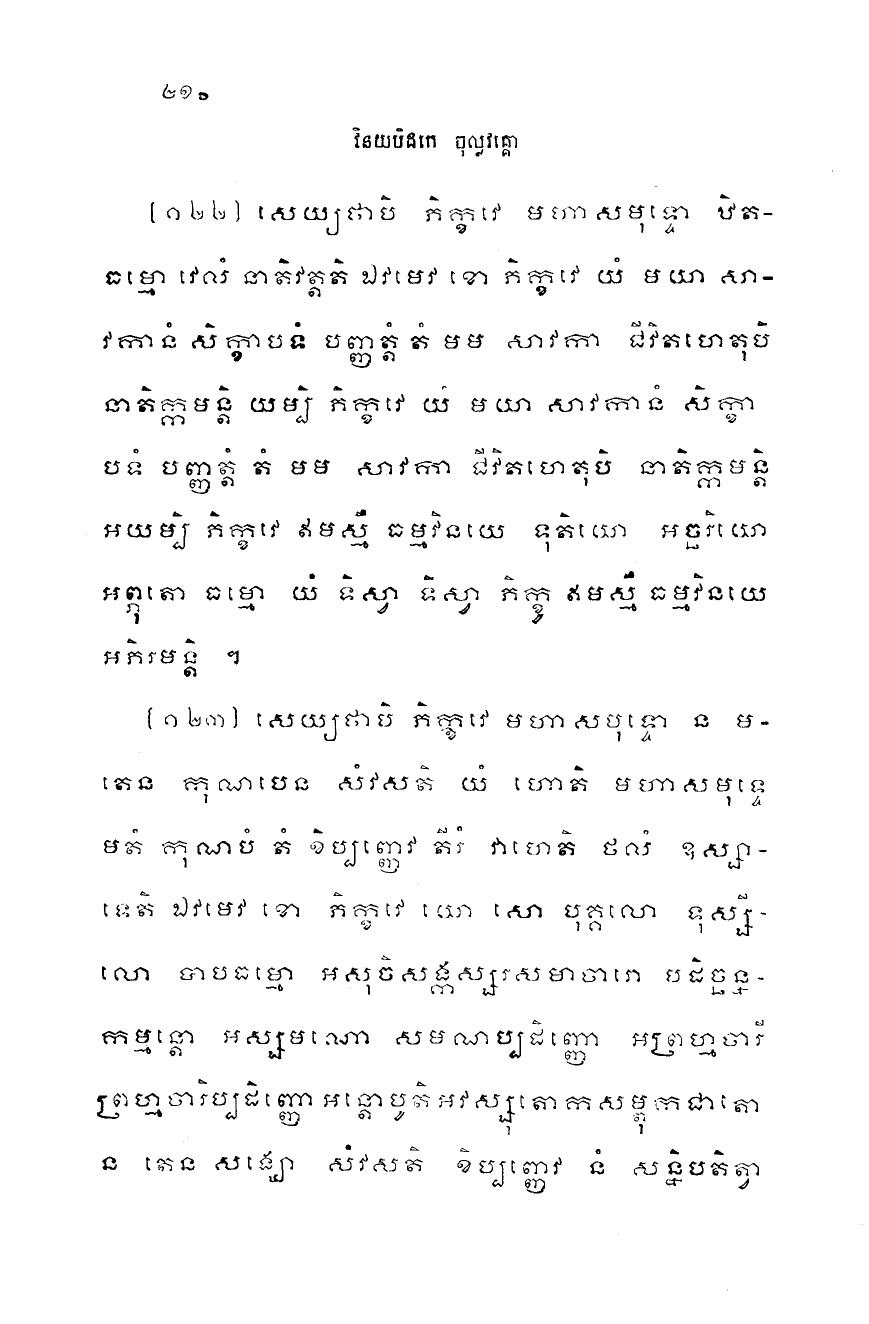 ២១០
វិនយបិដកេ ចុល្លវគ្គោ
(១២២) សេយ្យថាបិ ភិក្ខវេ មហាសមុទ្ទោ ឋិត-
ធម្មោ វេលំ នាតិវត្តតិ ឯវមេវ ខោ ភិក្ខវេ យំ មយា សា-
វកានំ សិក្ខាបទំ បញ្ញត្តំ តំ មម សាវកា ជីវិតហេតុបិ
នាតិក្កមន្តិ យម្បិ ភិក្ខវេ យំ មយា សាវកានំ សិក្ខា
បទំ បញ្ញត្តំ តំ មម សាវកា ជីវិតហេតុបិ នាតិក្កមន្តិ
អយម្បិ ភិក្ខវេ ឥមស្មឹ ធម្មវិនយេ ទុតិយោ អច្ឆរិយោ
អព្ភុតោ ធម្មោ យំ ទិស្វា ទិស្វា ភិក្ខូ ឥមស្មឹ ធម្មវិនយេ
អភិរមន្តិ ។
(១២៣) សេយ្យថាបិ ភិក្ខវេ មហាសមុទ្ទោ ន ម-
តេន កុណបេន សំវសតិ យំ ហោតិ មហាសមុទ្ទេ
មតំ កុណបំ តំ ខិប្បញ្ញេវ តីរំ វាហេតិ ថលំ ឧស្សា-
ទេតិ ឯវមេវ ខោ ភិក្ខវេ យោ សោ បុគ្គលោ ទុស្សី-
លោ បាបធម្មោ អសុចិសង្កស្សរសមាចារោ បដិច្ឆន្ន-
កម្មន្តោ អស្សមណោ សមណប្បដិញ្ញោ អព្រហ្មចារី
ព្រហ្មចារិប្បដិញ្ញោ អន្តោបូតិអវស្សុតោ កសម្ពុកជាតោ
ន តេន សង្ឃោ សំវសតិ ខិប្បញ្ញេវ នំ សន្និបតិត្វា